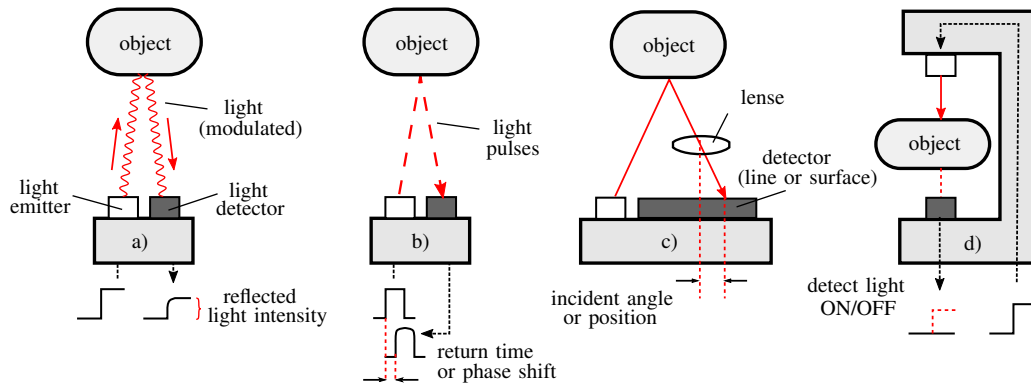 object
light
(modulated)
light
emitter
light
detector
a)
reflected
light intensity
object
light
pulses
b)
return time
or phase shift
object
lense
detector
(line or surface)
c)
incident angle
or position
object
d)
detect light
ON/OFF